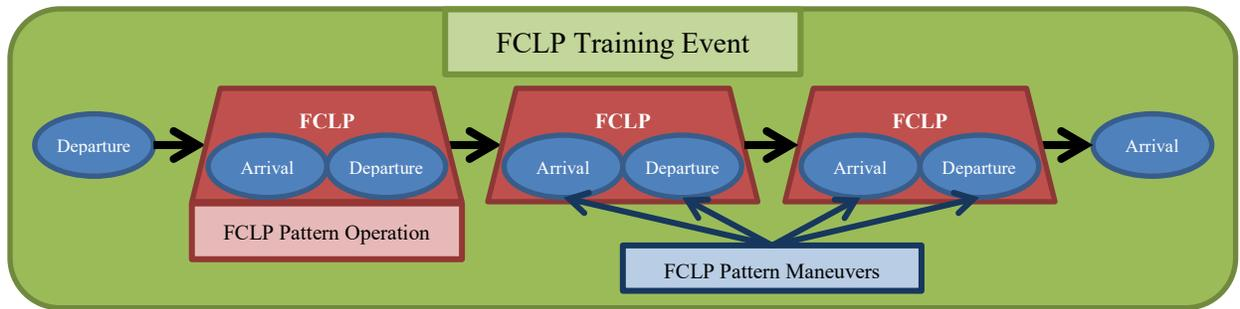 FCLP Training Event
Departure
FCLP
Arrival
Departure
FCLP Pattern Operation
FCLP
Arrival
Departure
FCLP
Arrival
Departure
FCLP Pattern Maneuvers
Arrival